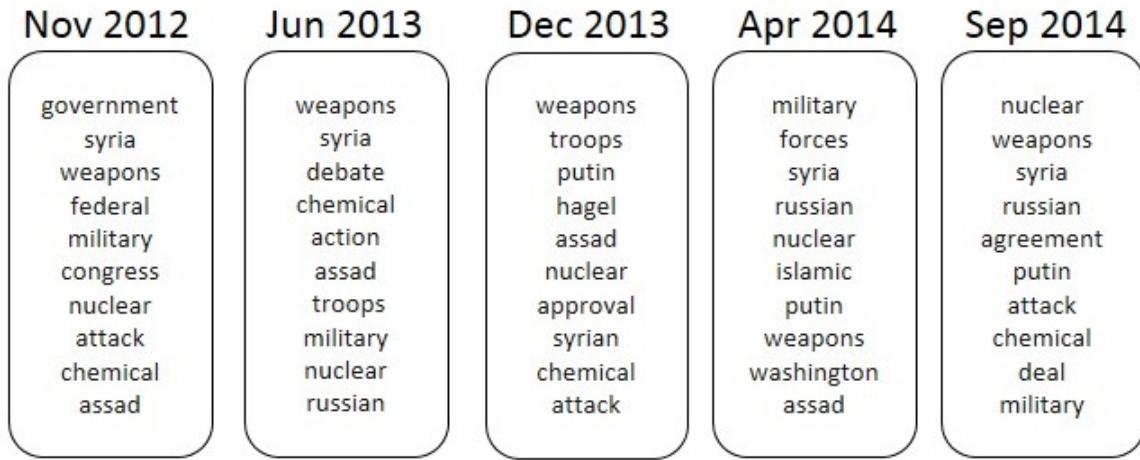 Nov 2012
government
syria
weapons
federal
military
congress
nuclear
attack
chemical
assad
Jun 2013
weapons
syria
debate
chemical
action
assad
troops
military
nuclear
russian
Dec 2013
weapons
troops
putin
hagel
assad
nuclear
approval
syrian
chemical
attack
Apr 2014
military
forces
syria
russian
nuclear
islamic
putin
weapons
washington
assad
Sep 2014
nuclear
weapons
syria
russian
agreement
putin
attack
chemical
deal
military